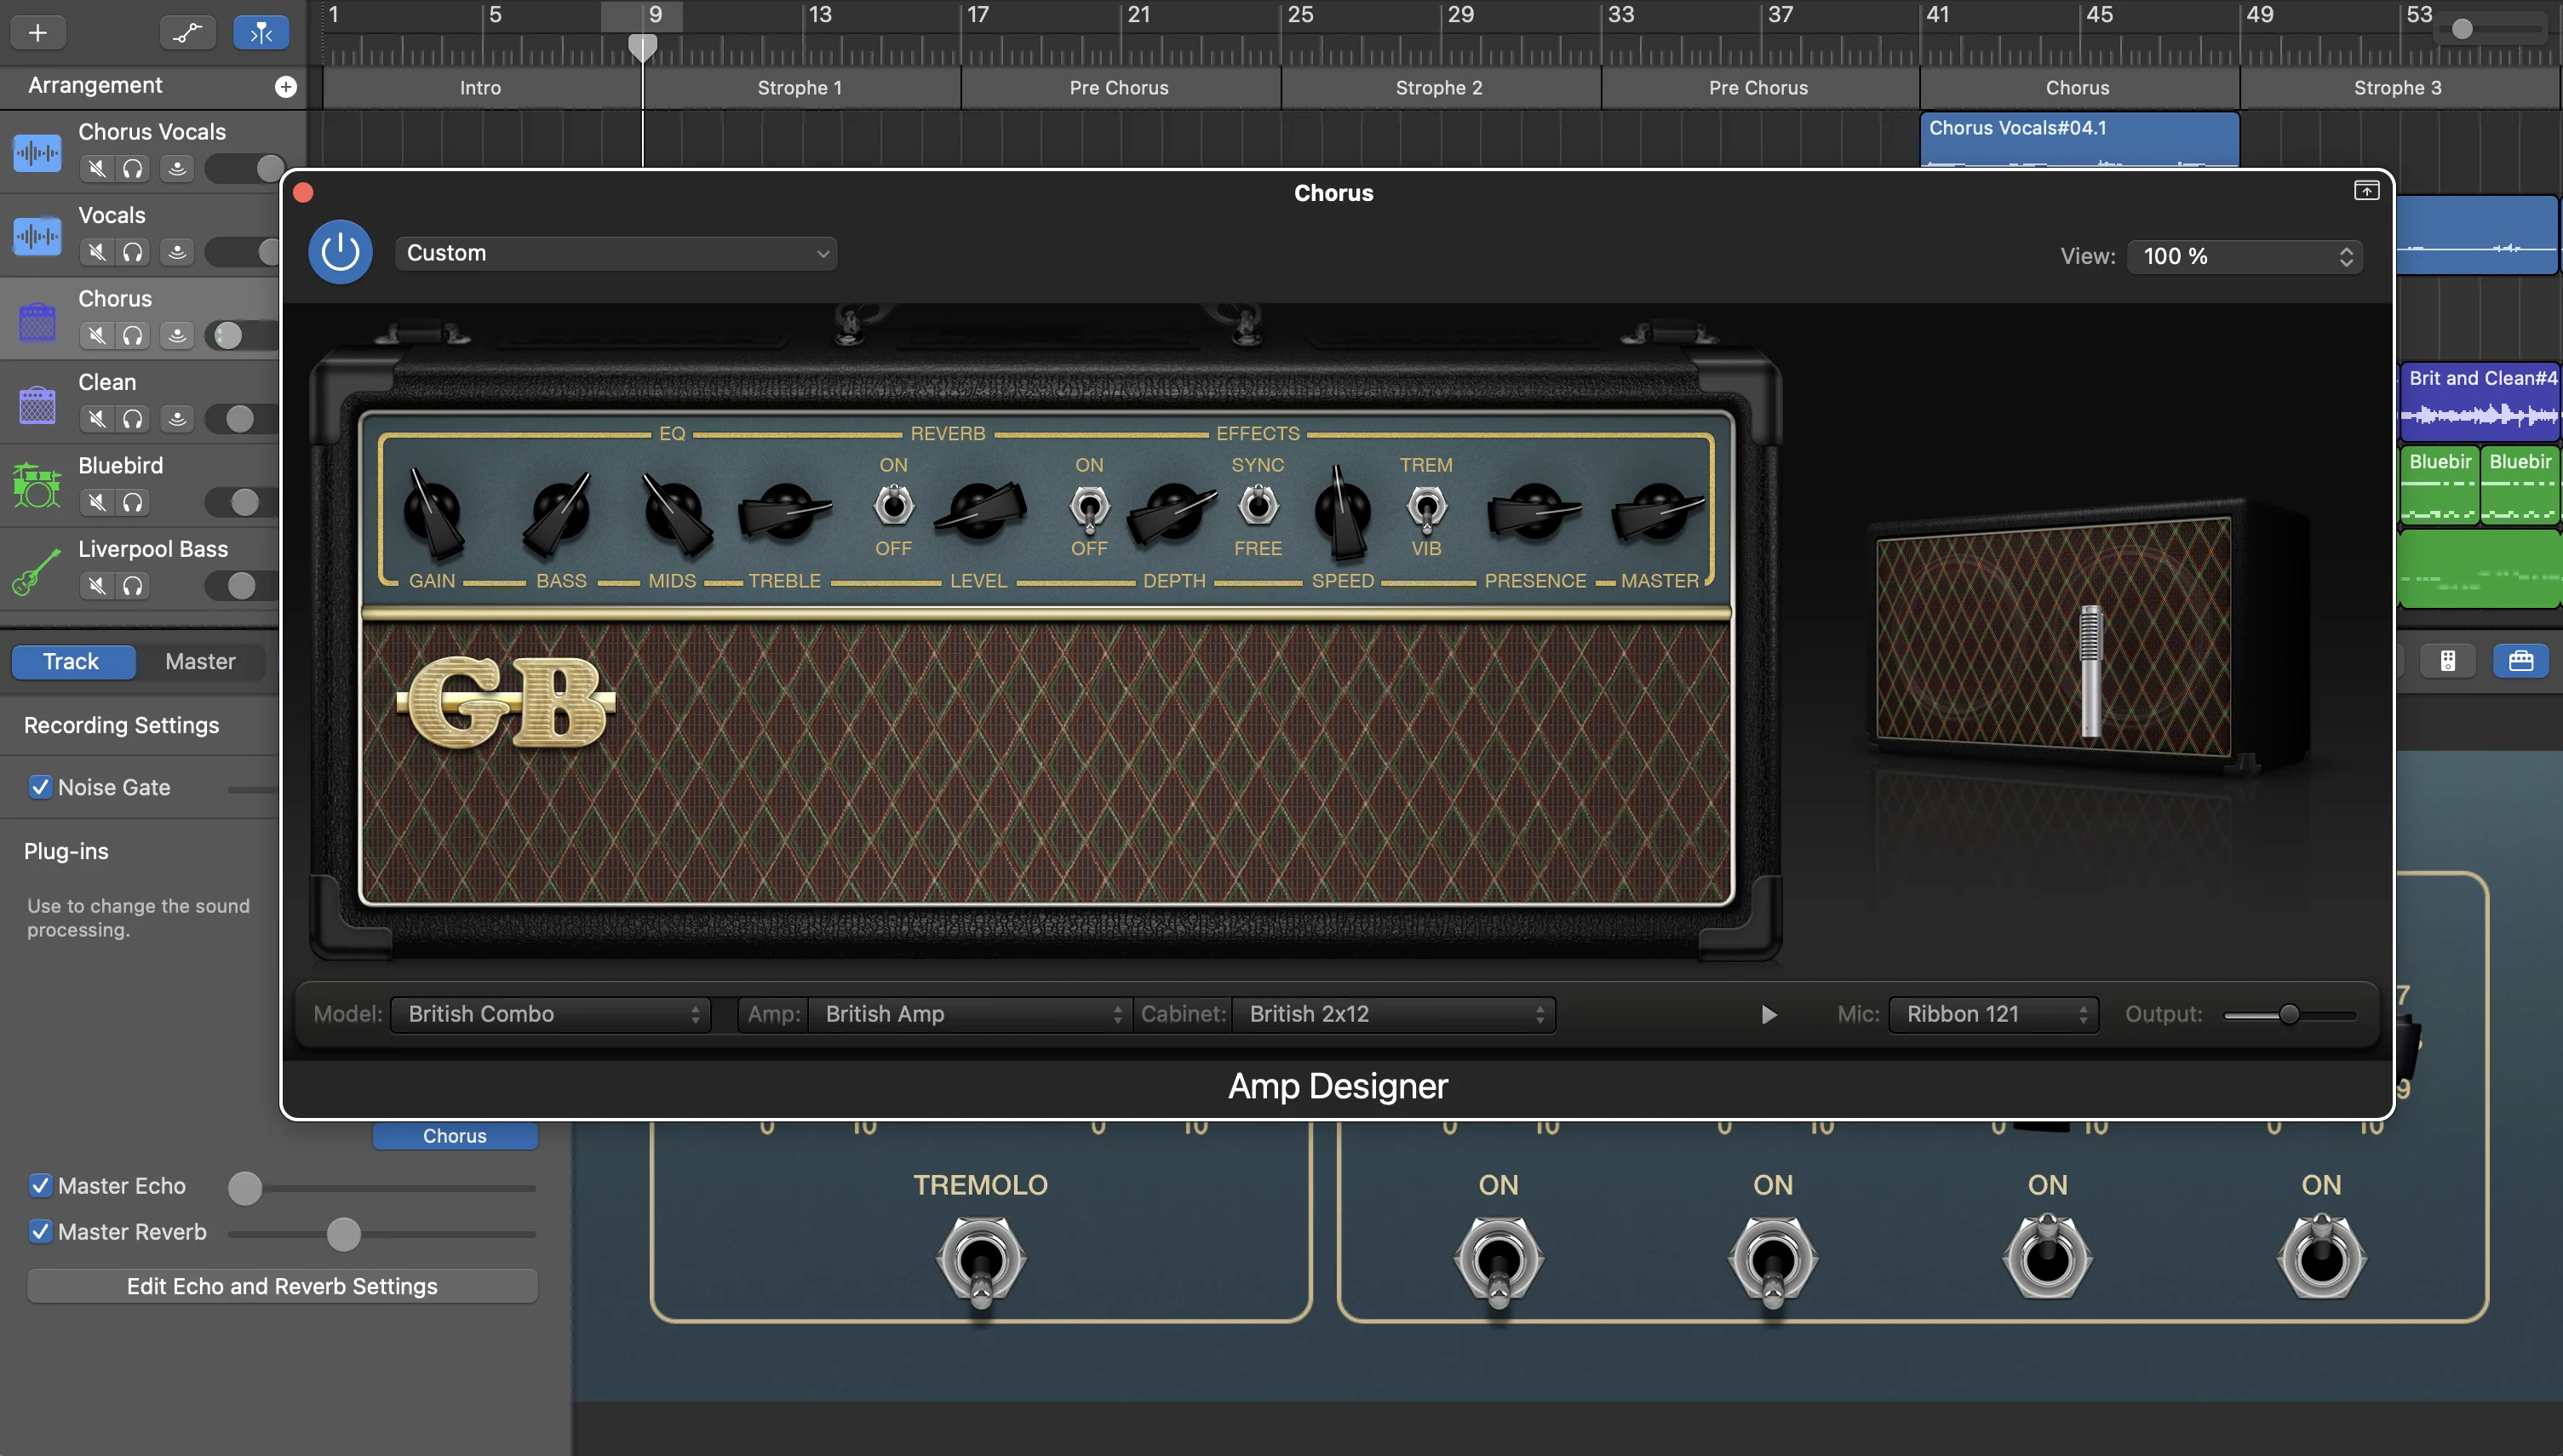 1 5 9 13 17 21 25 29 33 37 41 45 49 53
Arrangement
Intro Strophe 1 Pre Chorus Strophe 2 Pre Chorus Chorus Strophe 3
Chorus Vocals
Chorus Vocals#04.1
Vocals
Chorus
Clean
Bluebird
Liverpool Bass
Brit and Clean#4
Bluebir Bluebir
Chorus
Custom
View: 100 %
EQ REVERB EFFECTS
ON ON SYNC TREM
OFF OFF FREE VIB
GAIN BASS MIDS TREBLE LEVEL DEPTH SPEED PRESENCE MASTER
GB
Model: British Combo Amp: British Amp Cabinet: British 2x12 Mic: Ribbon 121 Output:
Amp Designer
Track Master
Recording Settings
Noise Gate
Plug-ins
Use to change the sound
processing.
Chorus
Master Echo
Master Reverb
Edit Echo and Reverb Settings
7
9
0 10 0 10 0 10 0 10 0 10 0 10
TREMOLO ON ON ON ON